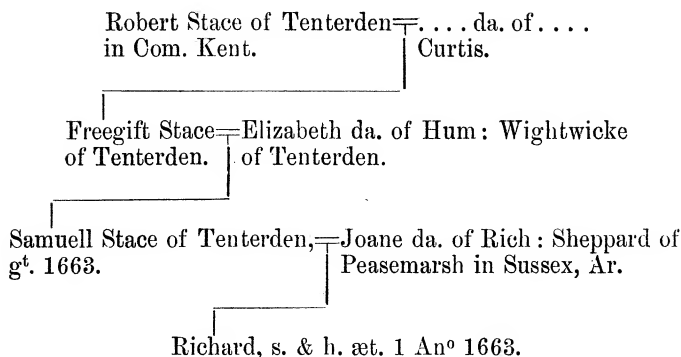 Robert Stace of Tenterden=. . . . da. of . . . .
in Com. Kent. Curtis.
Freegift Stace=Elizabeth da. of Hum: Wightwicke
of Tenterden. of Tenterden.
Samuell Stace of Tenterden,=Joane da. of Rich: Sheppard of
gᵗ. 1663. Peasemarsh in Sussex, Ar.
Richard, s. & h. æt. 1 Anᵒ 1663.